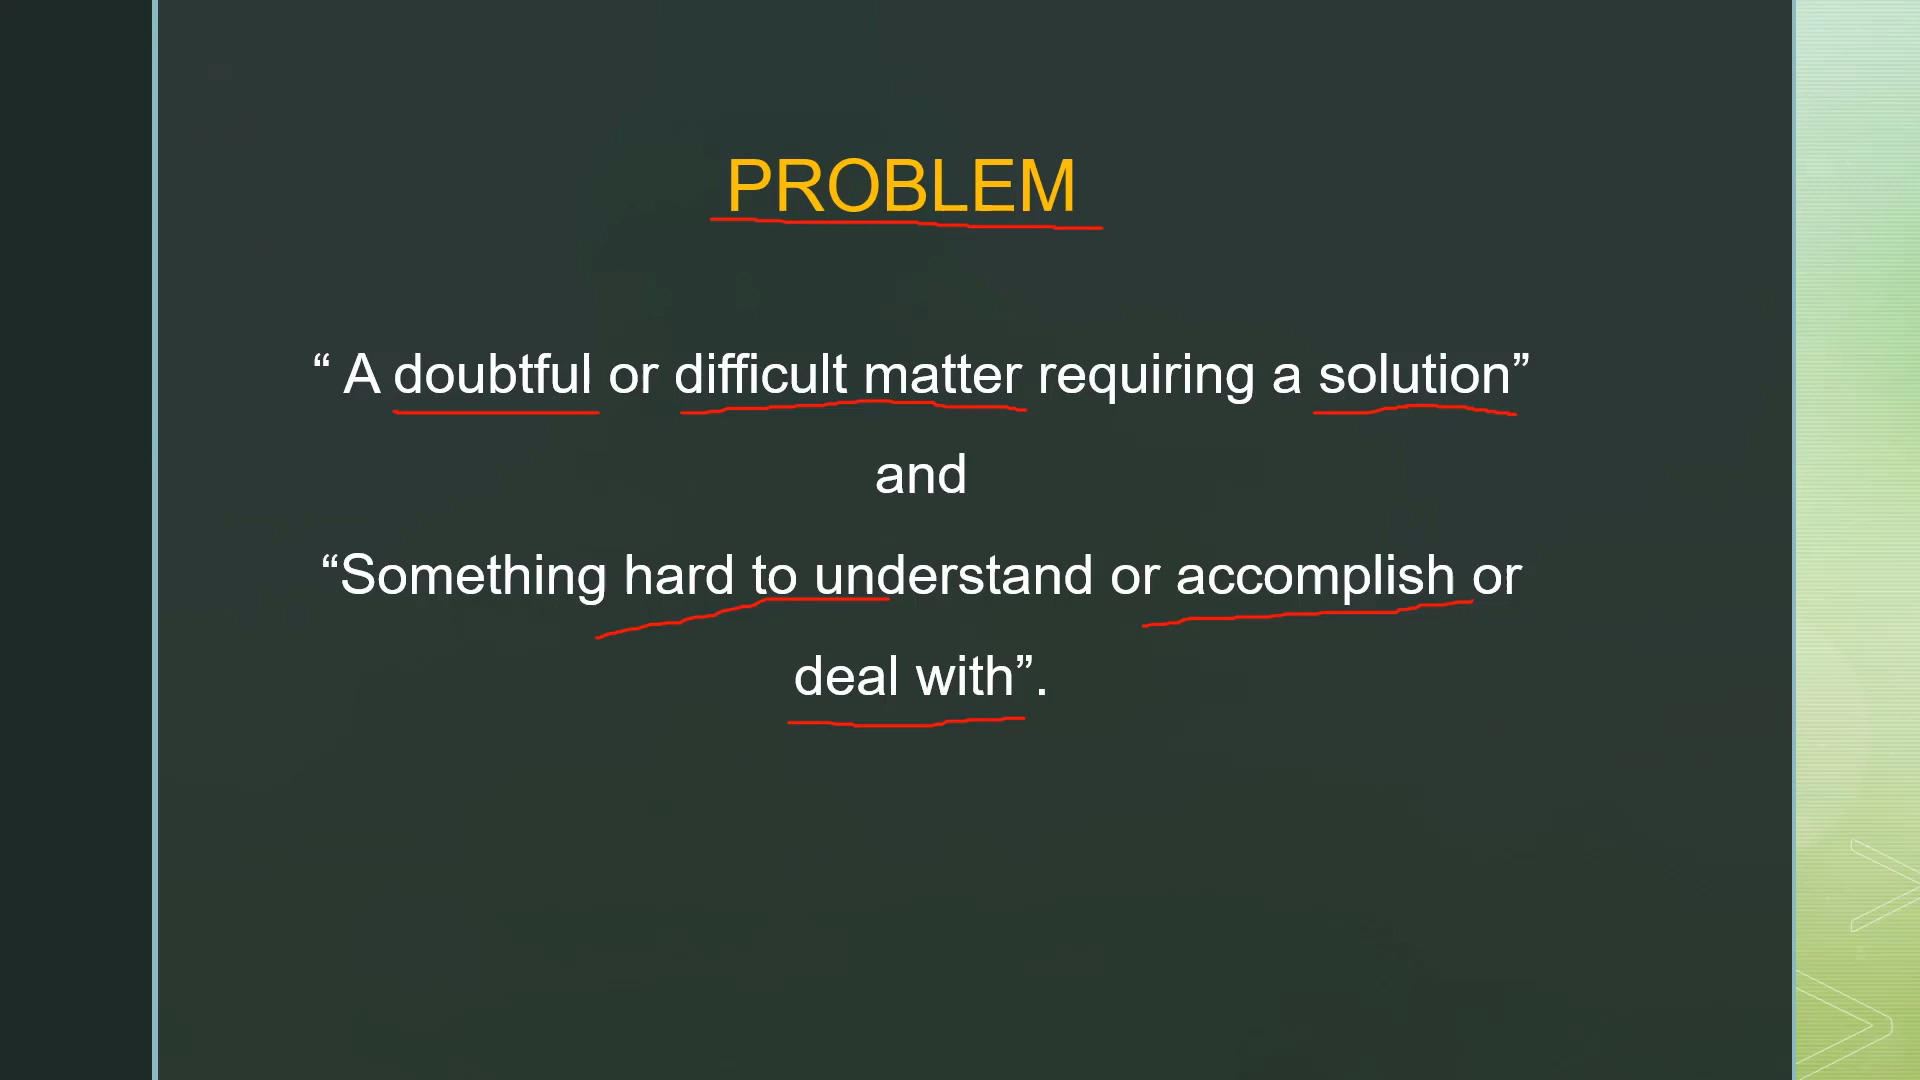 PROBLEM
“ A doubtful or difficult matter requiring a solution”
and
“Something hard to understand or accomplish or
deal with”.